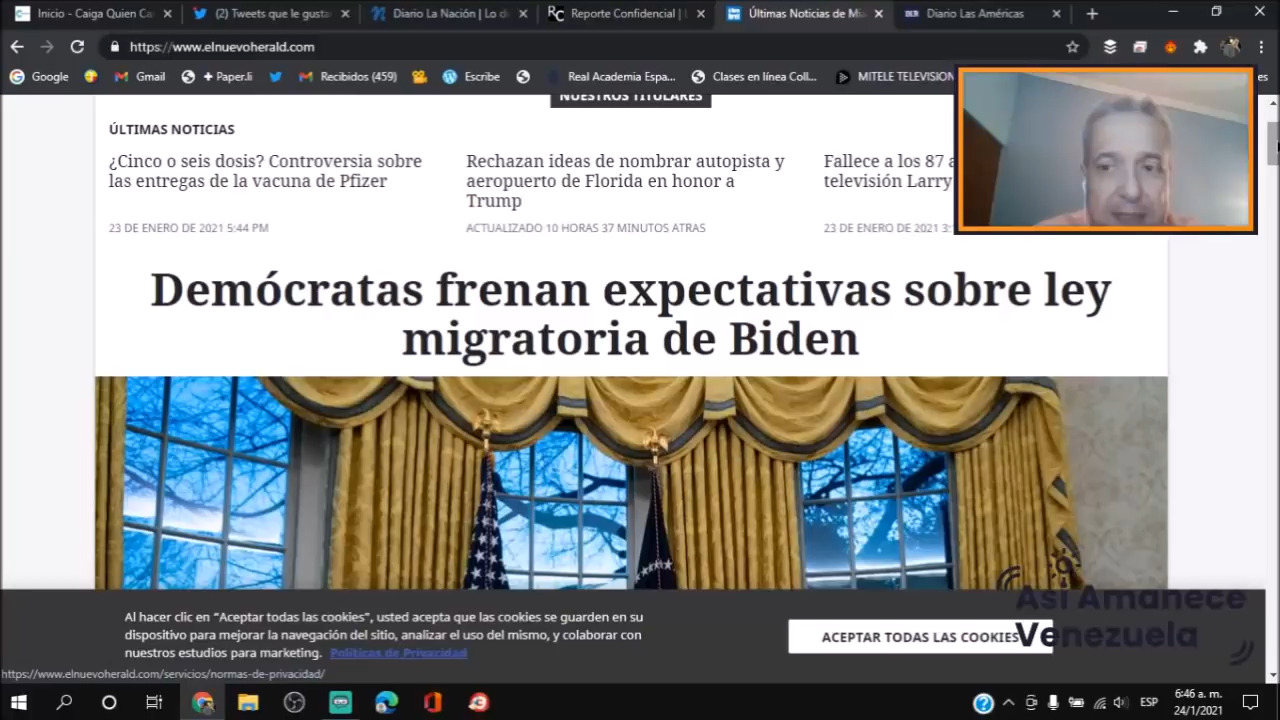 Inicio - Caiga Quien Ca
(2) Tweets que le gusta
Diario La Nación | Lo d
Reporte Confidencial |
Últimas Noticias de Mi
Diario Las Américas
https://www.elnuevoherald.com
Google
Gmail
+ Paper.li
Recibidos (459)
Escribe
Real Academia Espa...
Clases en línea Coll...
MITELE TELEVISION
es
NUESTROS TITULARES
ÚLTIMAS NOTICIAS
¿Cinco o seis dosis? Controversia sobre
las entregas de la vacuna de Pfizer
23 DE ENERO DE 2021 5:44 PM
Rechazan ideas de nombrar autopista y
aeropuerto de Florida en honor a
Trump
ACTUALIZADO 10 HORAS 37 MINUTOS ATRAS
Fallece a los 87 a
televisión Larry
23 DE ENERO DE 2021 3:
Demócratas frenan expectativas sobre ley
migratoria de Biden
Al hacer clic en “Aceptar todas las cookies”, usted acepta que las cookies se guarden en su
dispositivo para mejorar la navegación del sitio, analizar el uso del mismo, y colaborar con
nuestros estudios para marketing. Políticas de Privacidad
ACEPTAR TODAS LAS COOKIES
Así Amanece
Venezuela
https://www.elnuevoherald.com/servicios/normas-de-privacidad/
ESP
6:46 a. m.
24/1/2021